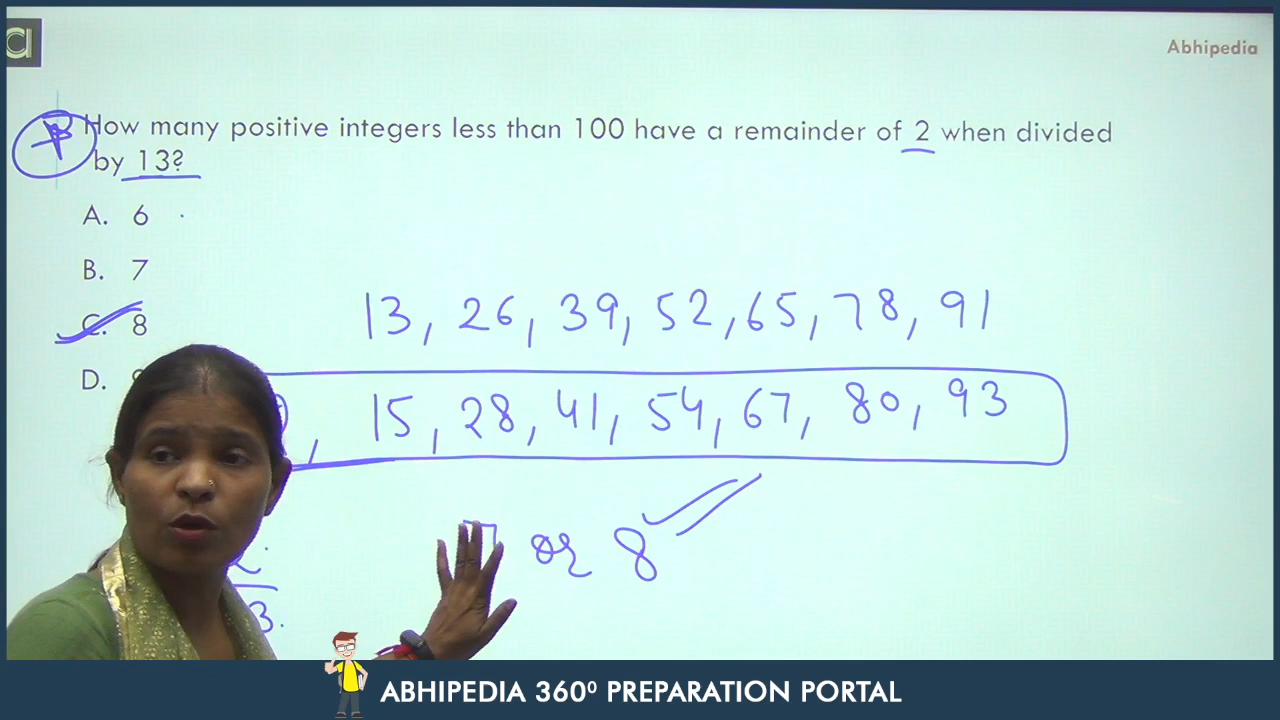 a
Abhipedia
How many positive integers less than 100 have a remainder of 2 when divided
by 13?
A. 6
B. 7
C. 8
D.
13, 26, 39, 52, 65, 78, 91
, 15, 28, 41, 54, 67, 80, 93
or 8
3.
ABHIPEDIA 360⁰ PREPARATION PORTAL